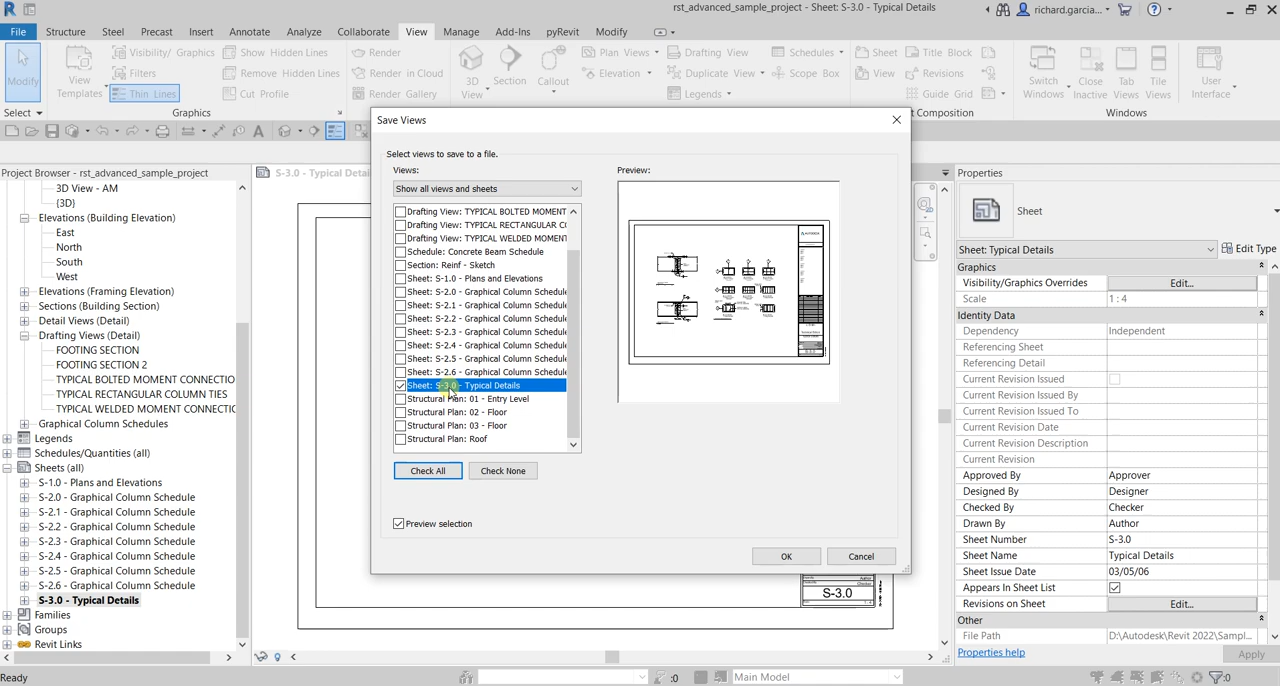 rst_advanced_sample_project - Sheet: S-3.0 - Typical Details
richard.garcia...
File Structure Steel Precast Insert Annotate Analyze Collaborate View Manage Add-Ins pyRevit Modify
Modify
Select
View Templates
Visibility/ Graphics
Filters
Thin Lines
Show Hidden Lines
Remove Hidden Lines
Cut Profile
Graphics
Render
Render in Cloud
Render Gallery
3D View
Section
Callout
Plan Views
Elevation
Drafting View
Duplicate View
Legends
Schedules
Scope Box
Sheet
View
Title Block
Revisions
Guide Grid
t Composition
Switch Windows
Close Inactive
Tab Views
Tile Views
Windows
User Interface
Project Browser - rst_advanced_sample_project
3D View - AM
{3D}
Elevations (Building Elevation)
East
North
South
West
Elevations (Framing Elevation)
Sections (Building Section)
Detail Views (Detail)
Drafting Views (Detail)
FOOTING SECTION
FOOTING SECTION 2
TYPICAL BOLTED MOMENT CONNECTIO
TYPICAL RECTANGULAR COLUMN TIES
TYPICAL WELDED MOMENT CONNECTIC
Graphical Column Schedules
Legends
Schedules/Quantities (all)
Sheets (all)
S-1.0 - Plans and Elevations
S-2.0 - Graphical Column Schedule
S-2.1 - Graphical Column Schedule
S-2.2 - Graphical Column Schedule
S-2.3 - Graphical Column Schedule
S-2.4 - Graphical Column Schedule
S-2.5 - Graphical Column Schedule
S-2.6 - Graphical Column Schedule
S-3.0 - Typical Details
Families
Groups
Revit Links
S-3.0 - Typical Detai
Save Views
Select views to save to a file.
Views:
Show all views and sheets
Drafting View: TYPICAL BOLTED MOMENT
Drafting View: TYPICAL RECTANGULAR CO
Drafting View: TYPICAL WELDED MOMENT
Schedule: Concrete Beam Schedule
Section: Reinf - Sketch
Sheet: S-1.0 - Plans and Elevations
Sheet: S-2.0 - Graphical Column Schedule
Sheet: S-2.1 - Graphical Column Schedule
Sheet: S-2.2 - Graphical Column Schedule
Sheet: S-2.3 - Graphical Column Schedule
Sheet: S-2.4 - Graphical Column Schedule
Sheet: S-2.5 - Graphical Column Schedule
Sheet: S-2.6 - Graphical Column Schedule
Sheet: S-3.0 - Typical Details
Structural Plan: 01 - Entry Level
Structural Plan: 02 - Floor
Structural Plan: 03 - Floor
Structural Plan: Roof
Check All
Check None
Preview selection
Preview:
OK
Cancel
S-3.0
Properties
Sheet
Sheet: Typical Details
Edit Type
Graphics
Visibility/Graphics Overrides Edit...
Scale 1 : 4
Identity Data
Dependency Independent
Referencing Sheet
Referencing Detail
Current Revision Issued
Current Revision Issued By
Current Revision Issued To
Current Revision Date
Current Revision Description
Current Revision
Approved By Approver
Designed By Designer
Checked By Checker
Drawn By Author
Sheet Number S-3.0
Sheet Name Typical Details
Sheet Issue Date 03/05/06
Appears In Sheet List
Revisions on Sheet Edit...
Other
File Path D:\Autodesk\Revit 2022\Sampl...
Properties help
Apply
Ready
:0
Main Model
:0